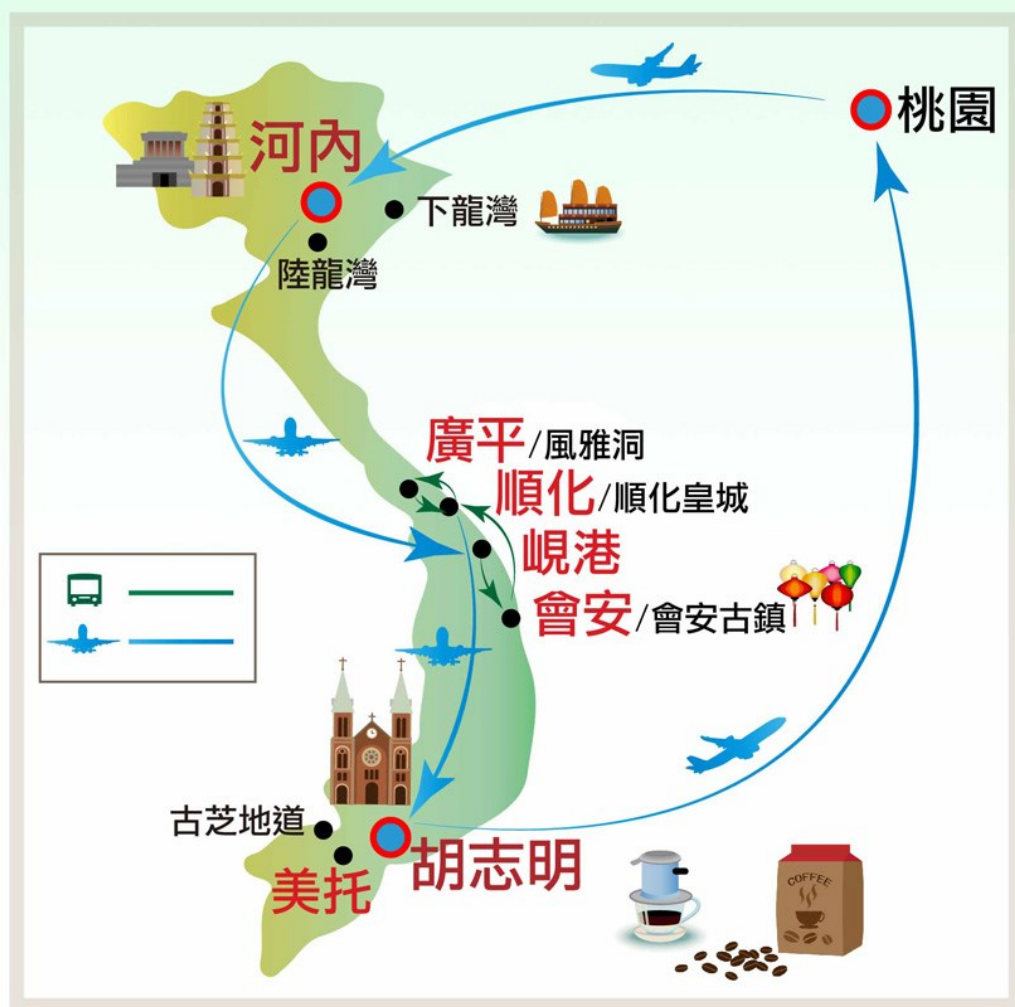 桃園
河內
下龍灣
陸龍灣
廣平/風雅洞
順化/順化皇城
峴港
會安/會安古鎮
古芝地道
胡志明
美托
COFFEE